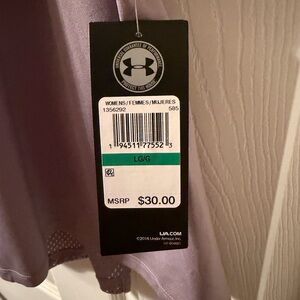 WOMENS/FEMMES/MUJERES
1356292 585
1 94511 77552 3
LG/G
MSRP $30.00
UA.COM
©2016 Under Armour, Inc.